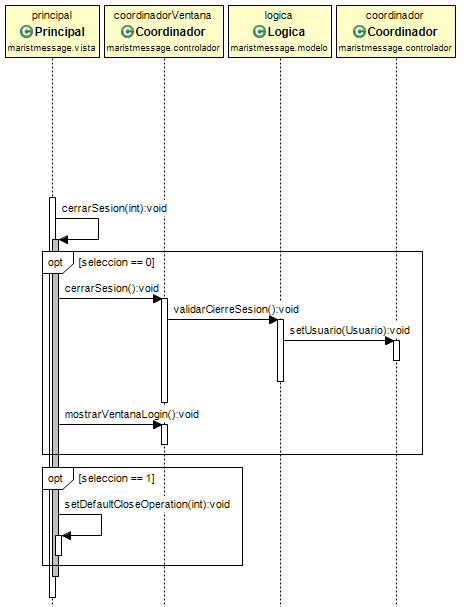 principal
C Principal
maristmessage.vista
coordinadorVentana
C Coordinador
maristmessage.controlador
logica
C Logica
maristmessage.modelo
coordinador
C Coordinador
maristmessage.controlador
cerrarSesion(int):void
opt [seleccion == 0]
cerrarSesion():void
validarCierreSesion():void
setUsuario(Usuario):void
mostrarVentanaLogin():void
opt [seleccion == 1]
setDefaultCloseOperation(int):void